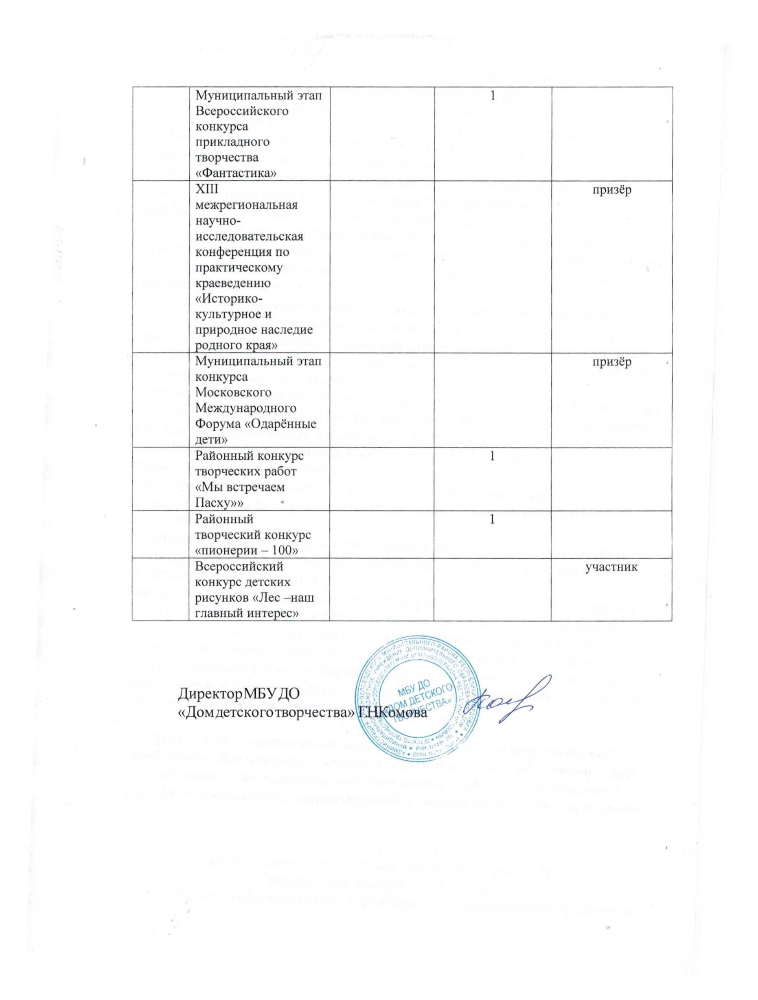 Муниципальный этап
Всероссийского
конкурса
прикладного
творчества
«Фантастика»
1
XIII
межрегиональная
научно-
исследовательская
конференция по
практическому
краеведению
«Историко-
культурное и
природное наследие
родного края»
призёр
Муниципальный этап
конкурса
Московского
Международного
Форума «Одарённые
дети»
призёр
Районный конкурс
творческих работ
«Мы встречаем
Пасху»»
1
Районный
творческий конкурс
«пионерии – 100»
1
Всероссийский
конкурс детских
рисунков «Лес –наш
главный интерес»
участник
Директор МБУ ДО
«Дом детского творчества» Г.Н.Комова
МБУ ДО
«ДОМ ДЕТСКОГО
ТВОРЧЕСТВА»